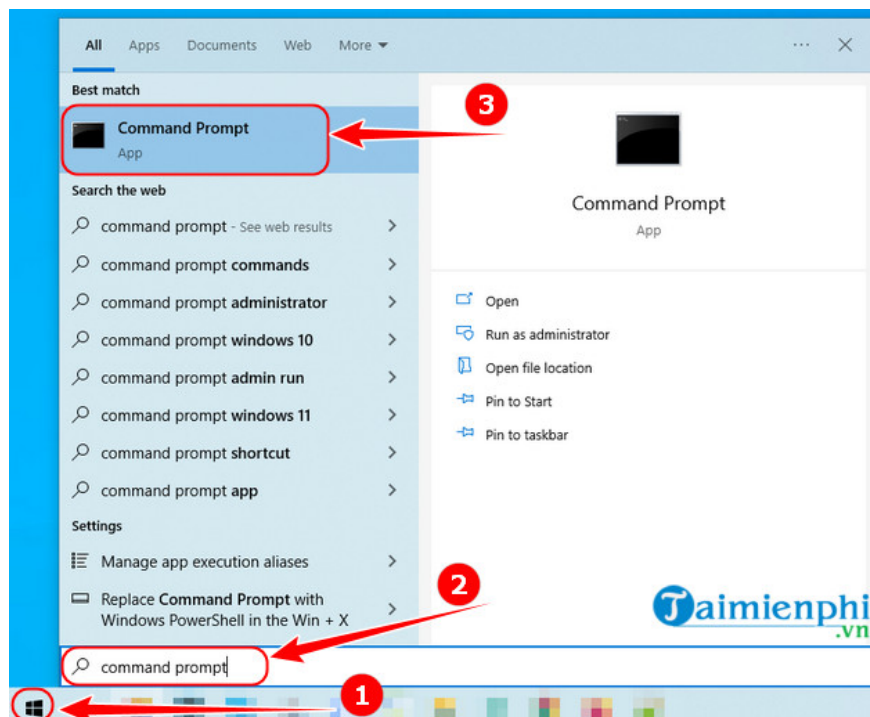 All Apps Documents Web More
Best match
Command Prompt
App
3
Search the web
command prompt - See web results
command prompt commands
command prompt administrator
command prompt windows 10
command prompt admin run
command prompt windows 11
command prompt shortcut
command prompt app
Settings
Manage app execution aliases
Replace Command Prompt with
Windows PowerShell in the Win + X
2
command prompt
1
Command Prompt
App
Open
Run as administrator
Open file location
Pin to Start
Pin to taskbar
Taimienphi
.vn